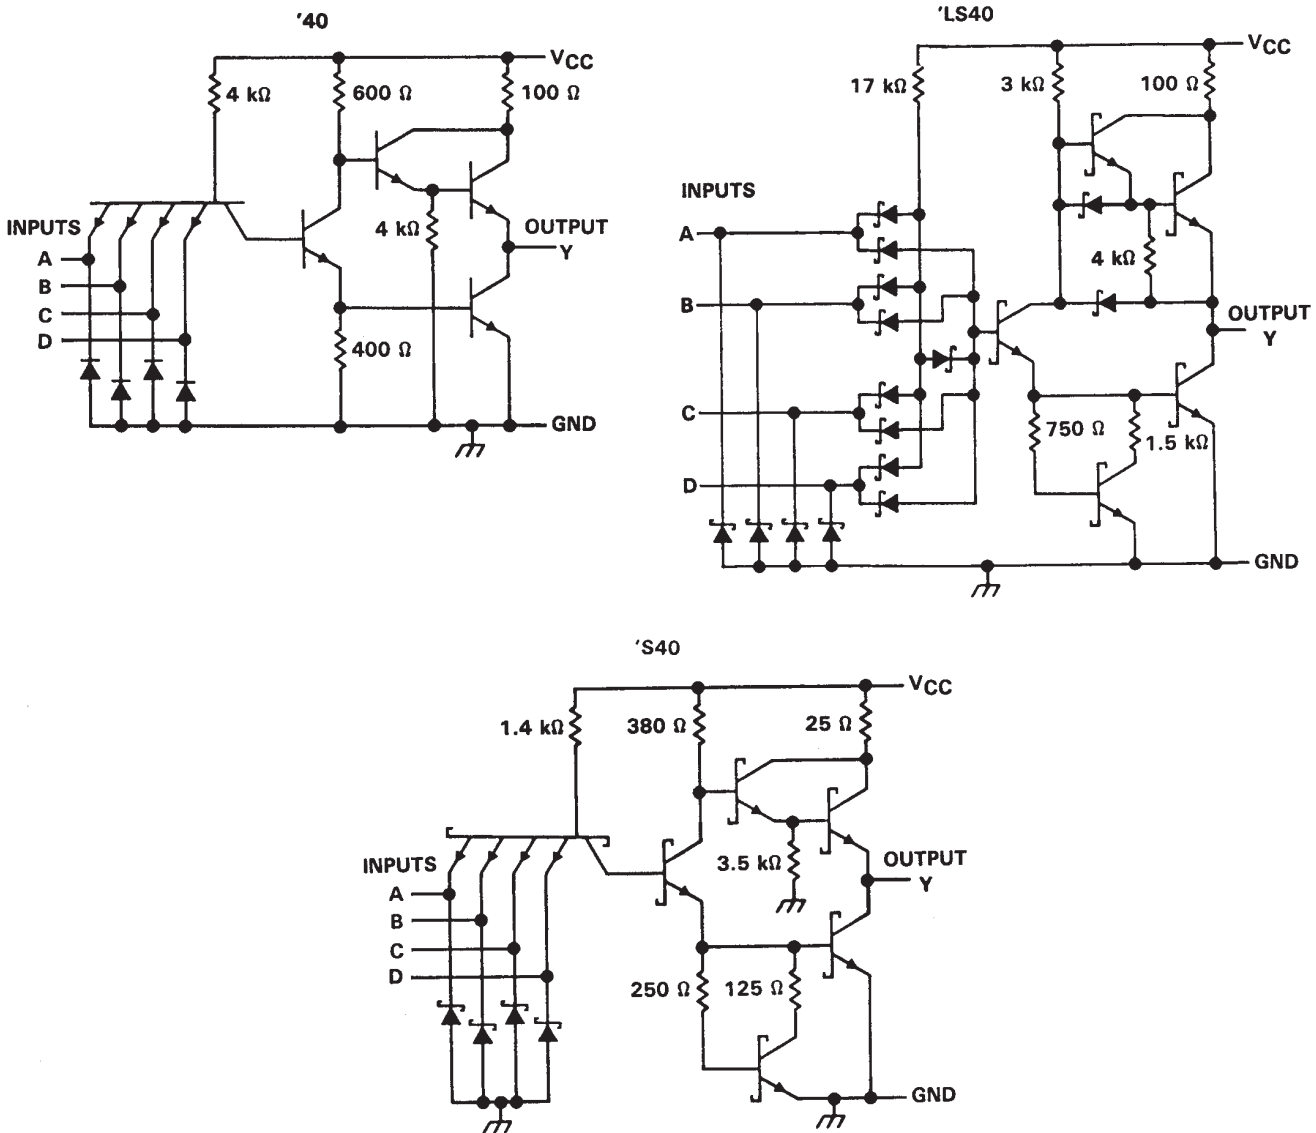 '40
VCC
4 kΩ
600 Ω
100 Ω
4 kΩ
INPUTS
OUTPUT
Y
A
B
C
D
400 Ω
GND
'LS40
VCC
17 kΩ
3 kΩ
100 Ω
INPUTS
A
4 kΩ
B
OUTPUT
Y
C
750 Ω
1.5 kΩ
D
GND
'S40
VCC
1.4 kΩ
380 Ω
25 Ω
INPUTS
3.5 kΩ
OUTPUT
Y
A
B
C
D
250 Ω
125 Ω
GND